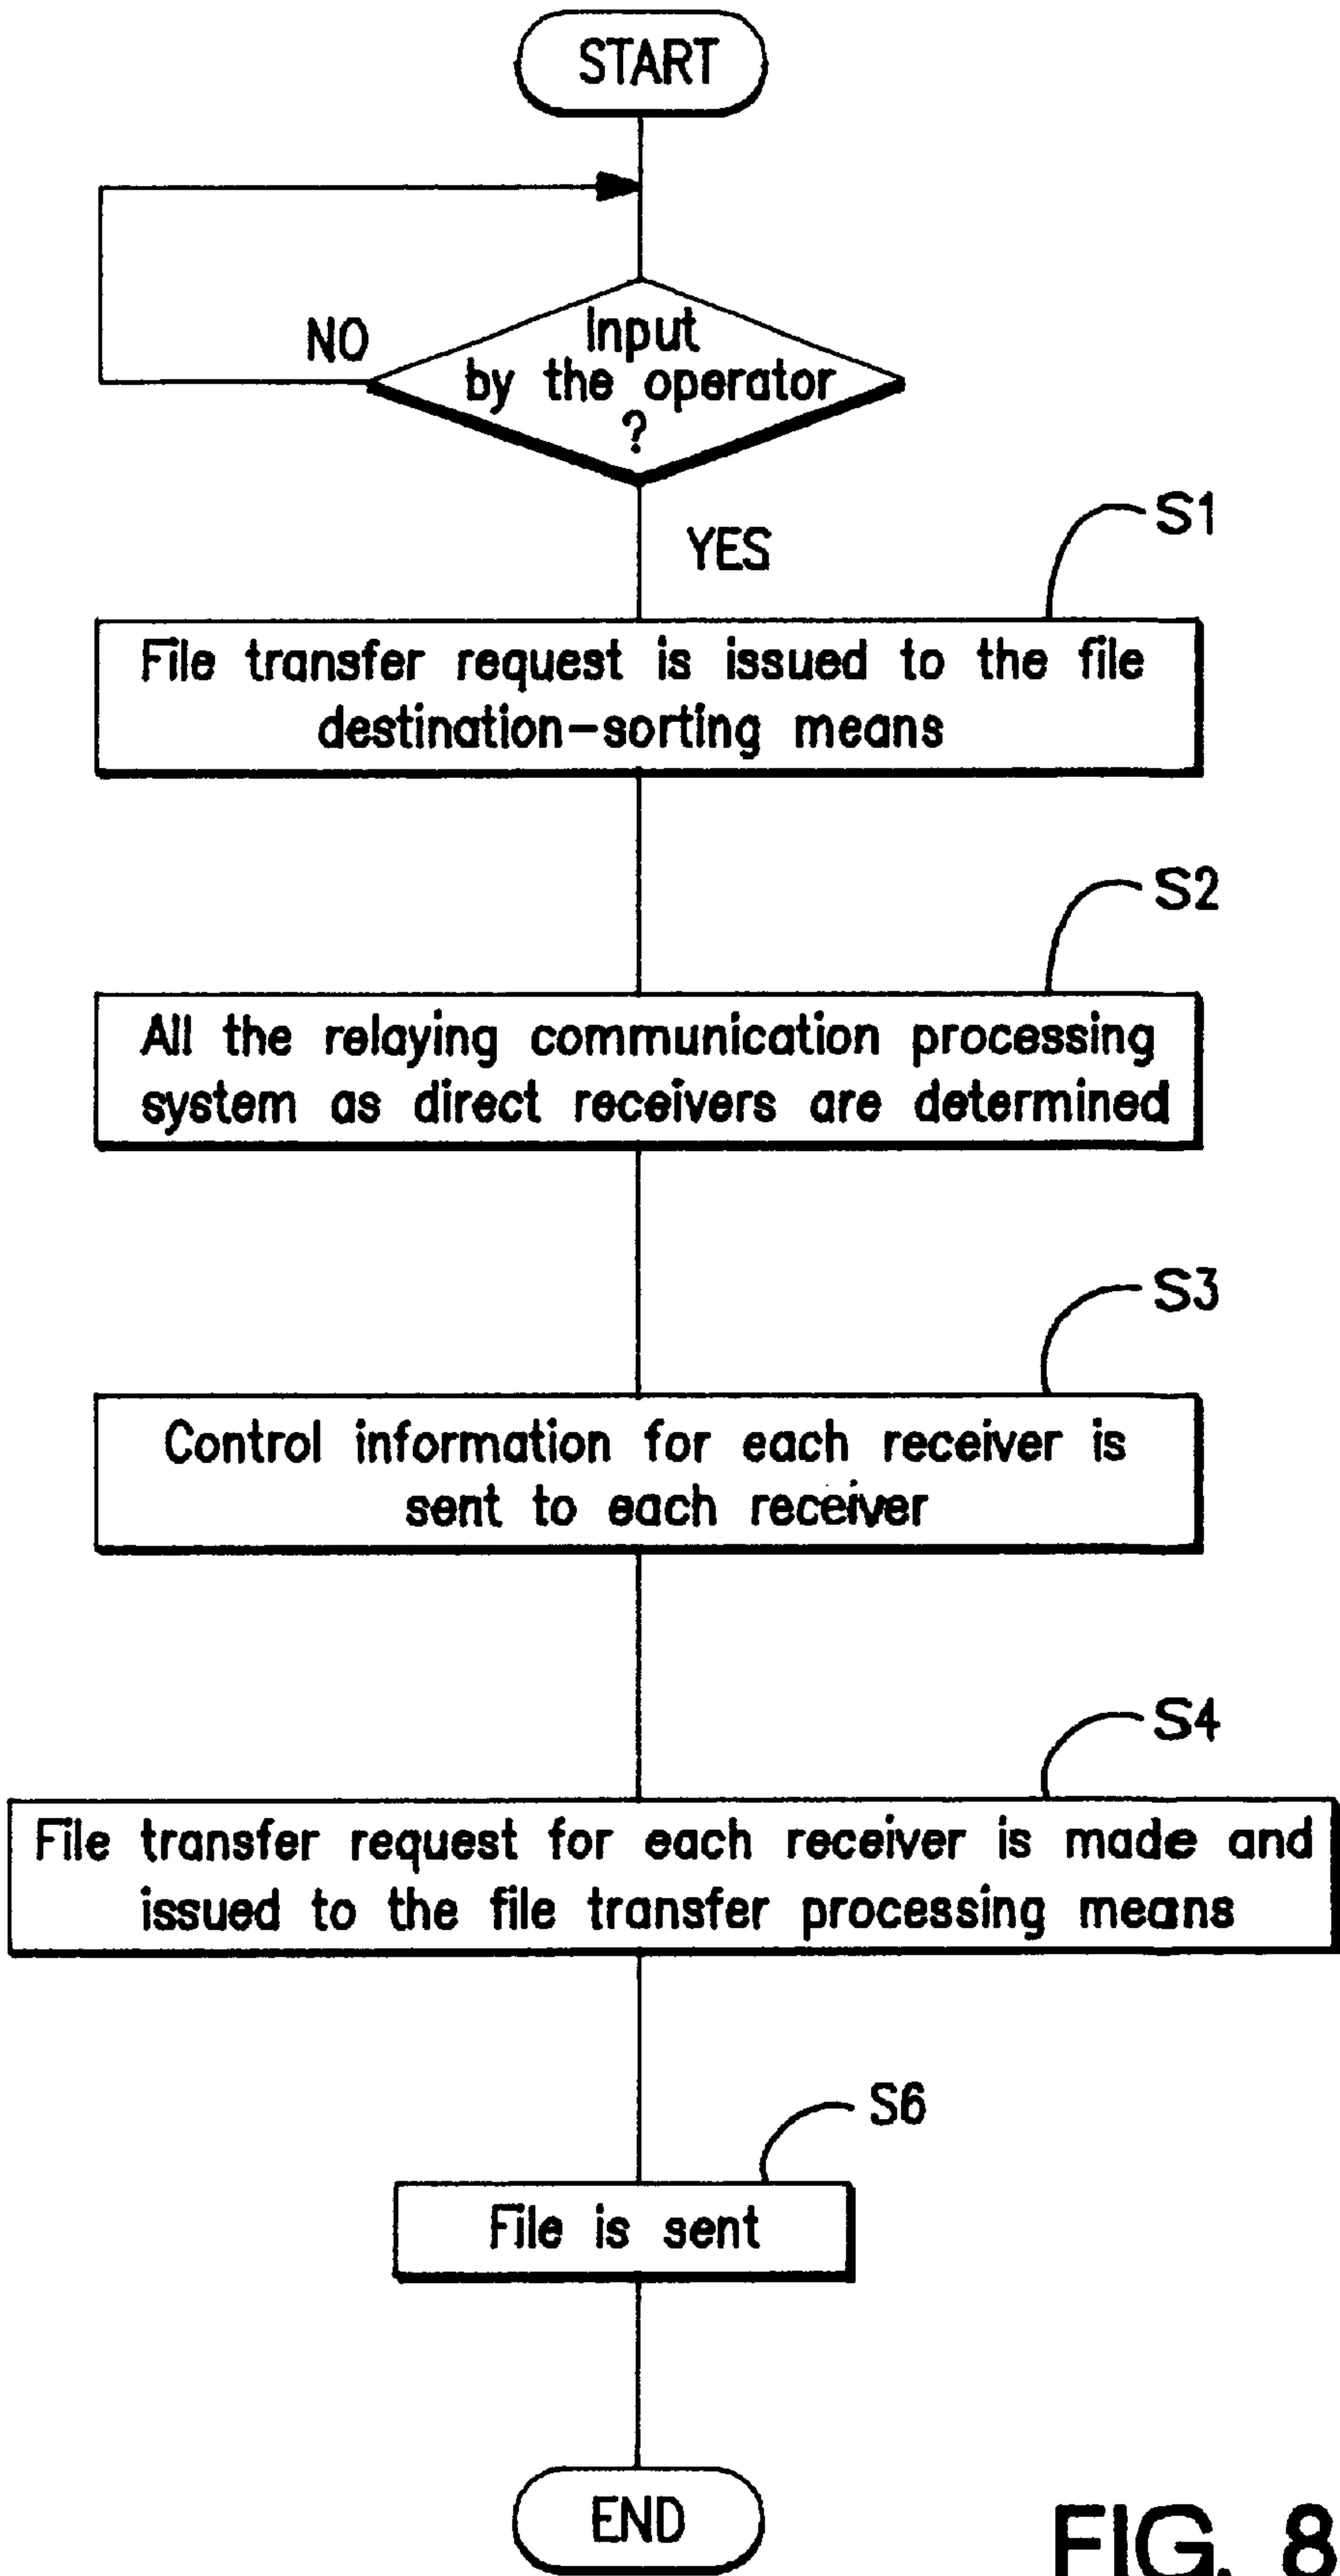 START
NO
Input
by the operator
?
YES
S1
File transfer request is issued to the file
destination-sorting means
S2
All the relaying communication processing
system as direct receivers are determined
S3
Control information for each receiver is
sent to each receiver
S4
File transfer request for each receiver is made and
issued to the file transfer processing means
S6
File is sent
END
FIG. 8